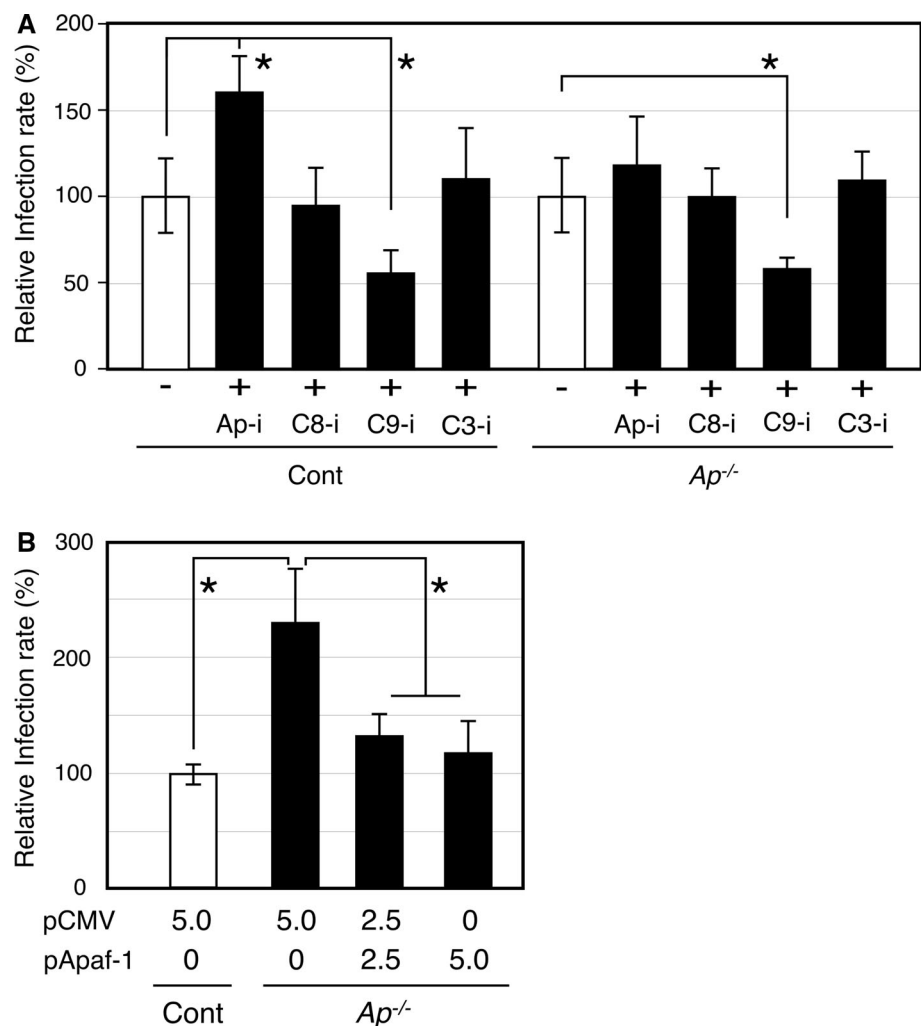 A
Relative Infection rate (%)
200
150
100
50
0
* * *
- + + + + - + + + +
Ap-i C8-i C9-i C3-i Ap-i C8-i C9-i C3-i
Cont Ap-/-
B
Relative Infection rate (%)
300
200
100
0
* *
pCMV 5.0 5.0 2.5 0
pApaf-1 0 0 2.5 5.0
Cont Ap-/-